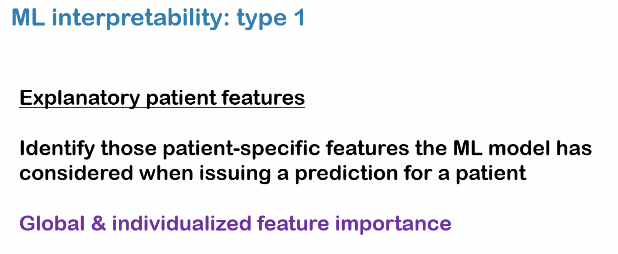 ML interpretability: type 1
Explanatory patient features
Identify those patient-specific features the ML model has
considered when issuing a prediction for a patient
Global & individualized feature importance